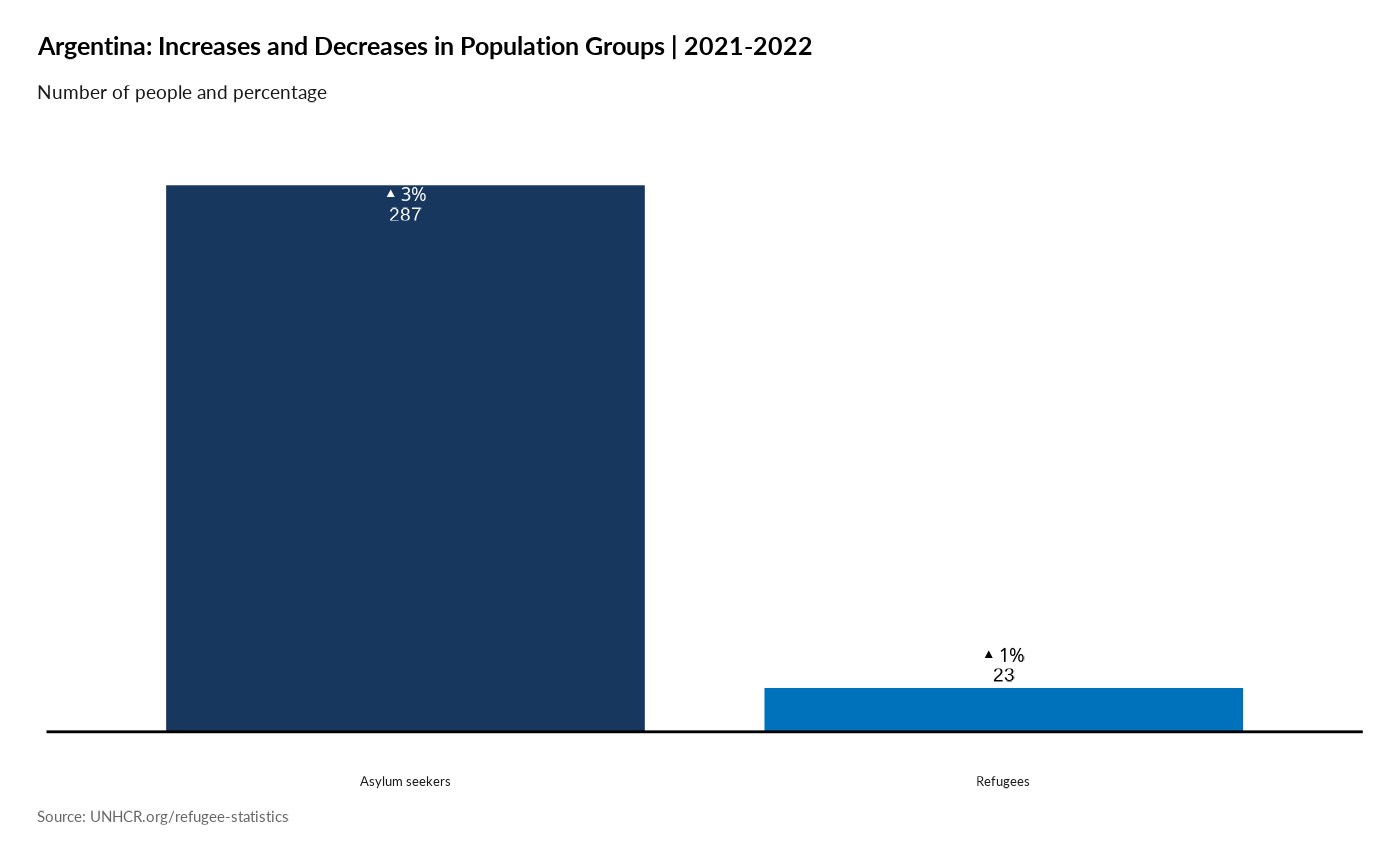 Argentina: Increases and Decreases in Population Groups | 2021-2022
Number of people and percentage
▲ 3%
287
▲ 1%
23
Asylum seekers
Refugees
Source: UNHCR.org/refugee-statistics